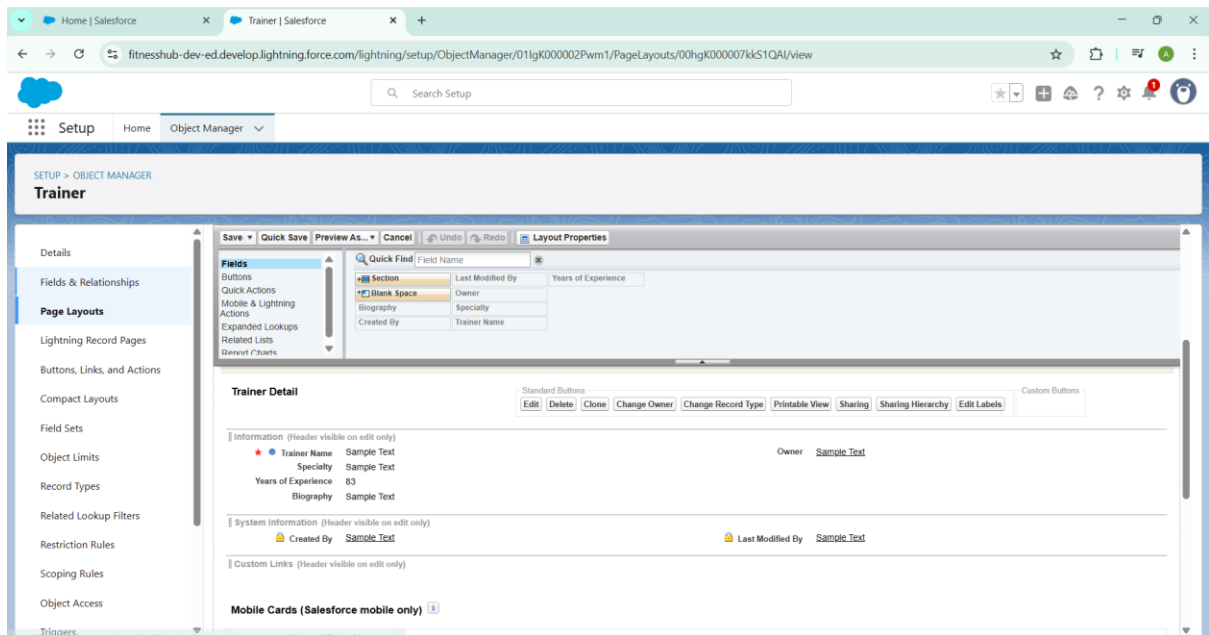 Home | Salesforce
Trainer | Salesforce
fitnesshub-dev-ed.develop.lightning.force.com/lightning/setup/ObjectManager/01IgK000002Pwm1/PageLayouts/00hgK000007kkS1QAI/view
A
Search Setup
1
Setup Home Object Manager
SETUP > OBJECT MANAGER
Trainer
Details
Fields & Relationships
Page Layouts
Lightning Record Pages
Buttons, Links, and Actions
Compact Layouts
Field Sets
Object Limits
Record Types
Related Lookup Filters
Restriction Rules
Scoping Rules
Object Access
Triggers
Save Quick Save Preview As... Cancel Undo Redo Layout Properties
Fields
Buttons
Quick Actions
Mobile & Lightning
Actions
Expanded Lookups
Related Lists
Report Charts
Quick Find Field Name
Section Last Modified By Years of Experience
Blank Space Owner
Biography Specialty
Created By Trainer Name
Trainer Detail
Standard Buttons
Edit Delete Clone Change Owner Change Record Type Printable View Sharing Sharing Hierarchy Edit Labels
Custom Buttons
Information (Header visible on edit only)
Trainer Name Sample Text Owner Sample Text
Specialty Sample Text
Years of Experience 83
Biography Sample Text
System Information (Header visible on edit only)
Created By Sample Text Last Modified By Sample Text
Custom Links (Header visible on edit only)
Mobile Cards (Salesforce mobile only) i